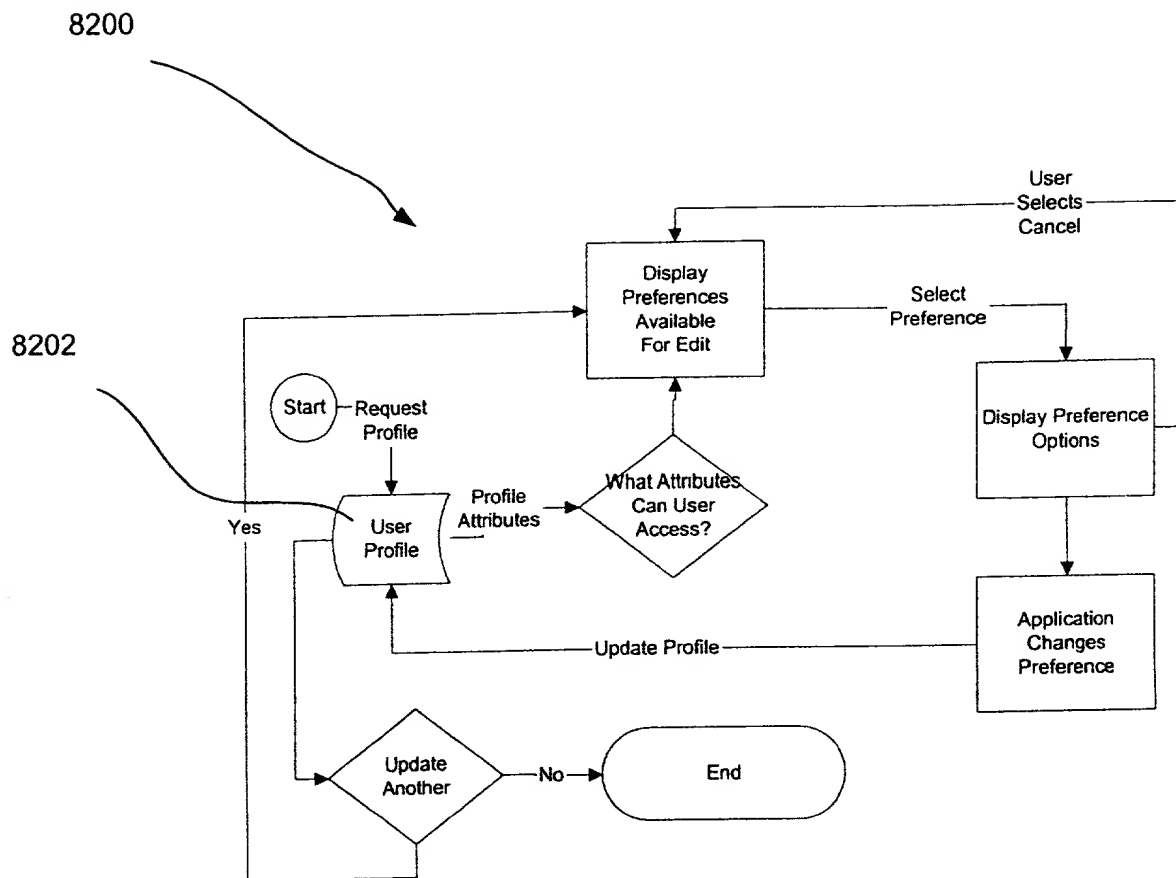 8200
User
Selects
Cancel
Display
Preferences
Available
For Edit
Select
Preference
8202
Start
Request
Profile
Display Preference
Options
What Attributes
Can User
Access?
Profile
Attributes
User
Profile
Yes
Application
Changes
Preference
Update Profile
Update
Another
No
End